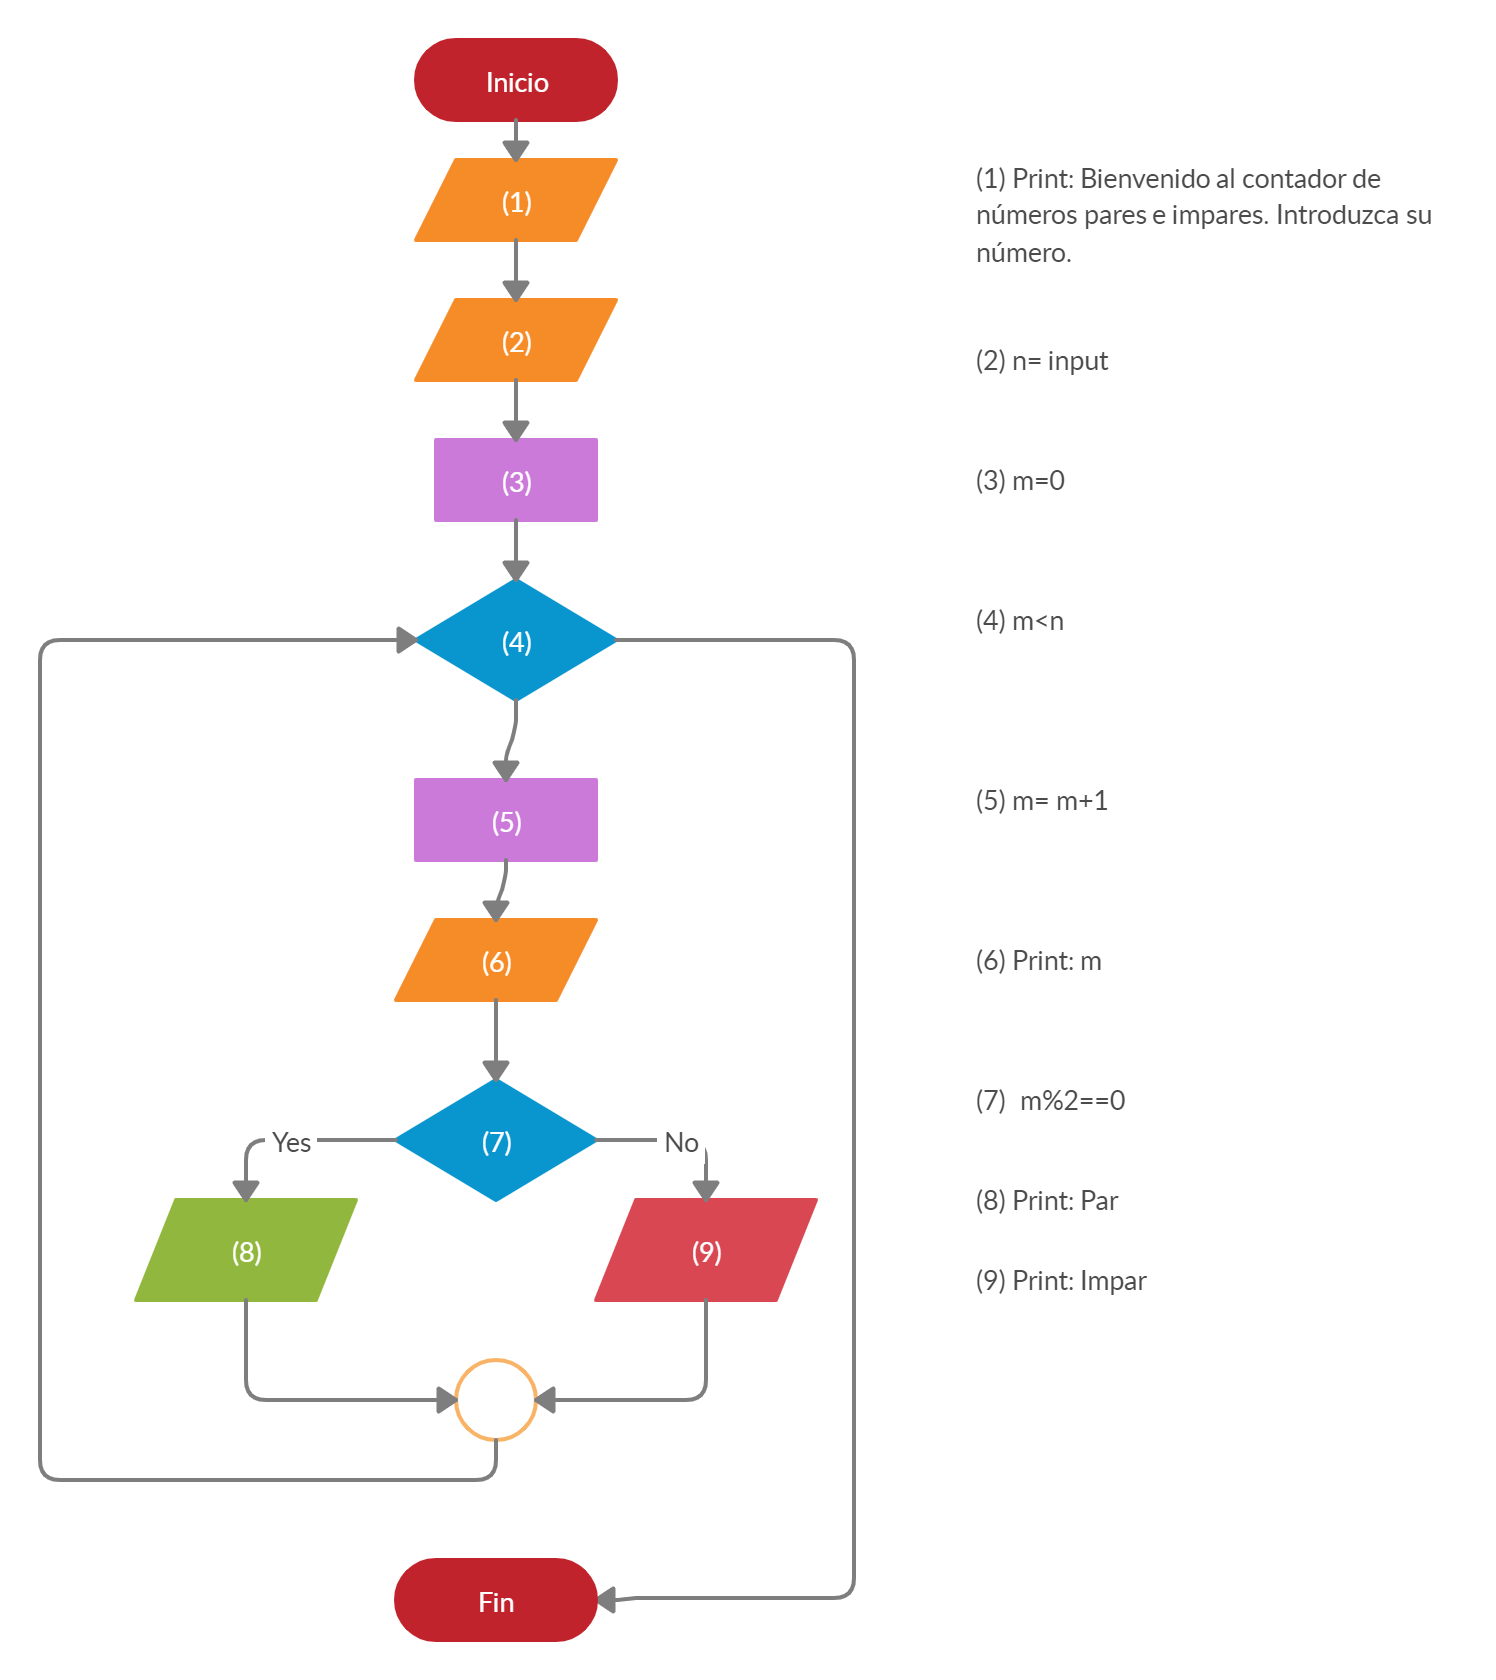 Inicio
(1)
(2)
(3)
(4)
(5)
(6)
(7)
Yes
No
(8)
(9)
Fin
(1) Print: Bienvenido al contador de
números pares e impares. Introduzca su
número.
(2) n= input
(3) m=0
(4) m<n
(5) m= m+1
(6) Print: m
(7) m%2==0
(8) Print: Par
(9) Print: Impar